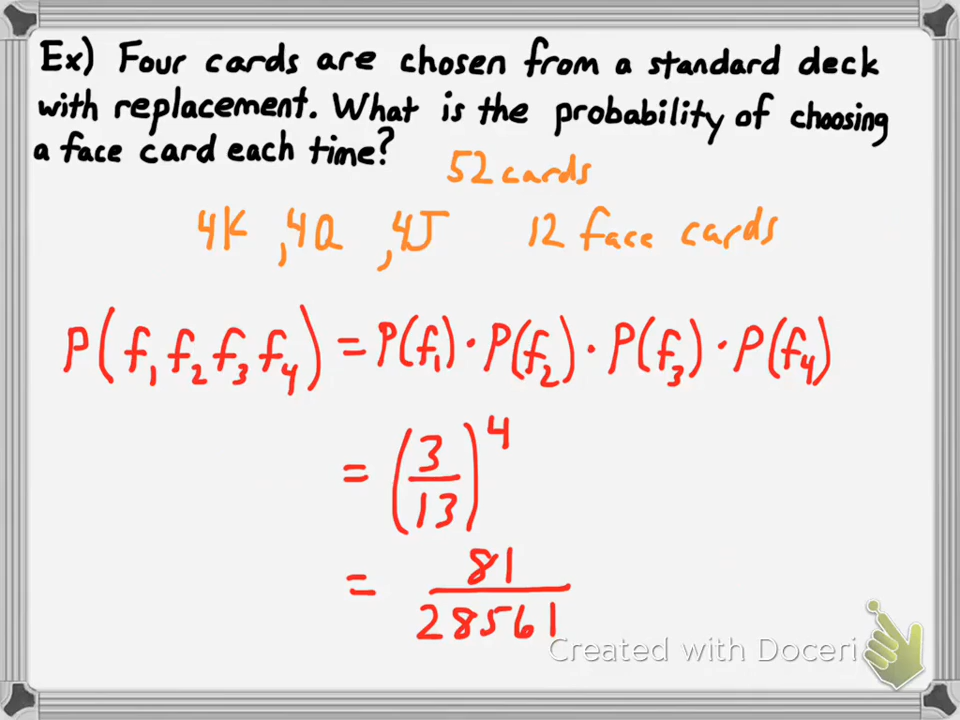 Ex) Four cards are chosen from a standard deck
with replacement. What is the probability of choosing
a face card each time?
52 cards
4K , 4Q , 4J 12 face cards
P(f₁ f₂ f₃ f₄) = P(f₁) · P(f₂) · P(f₃) · P(f₄)
= (3/13)⁴
= 81/28561
Created with Doceri